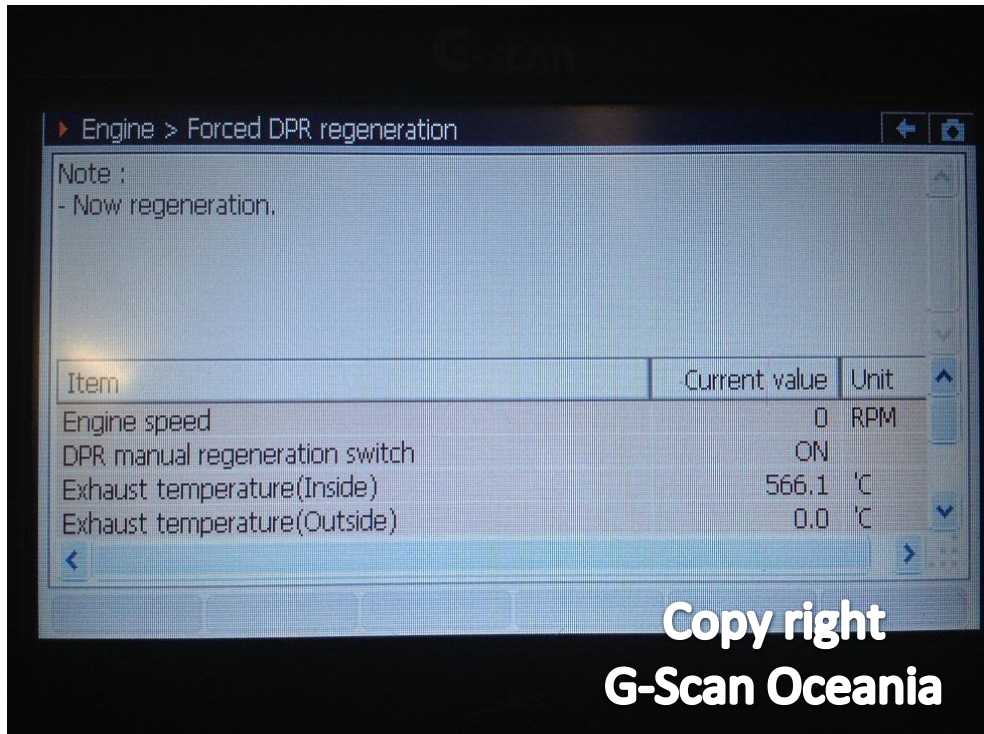 G-scan
Engine > Forced DPR regeneration
Note :
- Now regeneration.
Item Current value Unit
Engine speed 0 RPM
DPR manual regeneration switch ON
Exhaust temperature(Inside) 566.1 'C
Exhaust temperature(Outside) 0.0 'C
Copy right
G-Scan Oceania